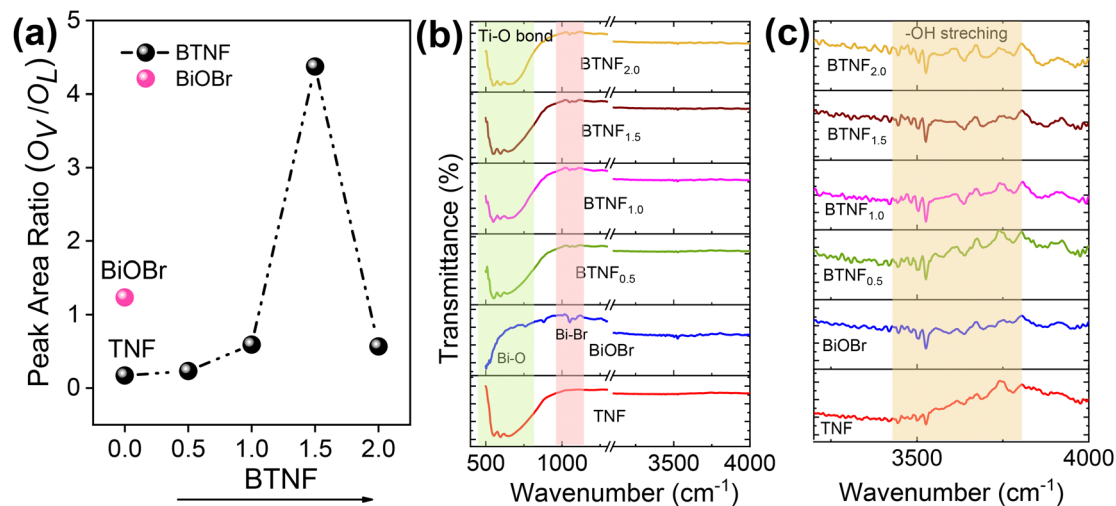 (a)
Peak Area Ratio (OV/OL)
5
4
3
2
1
0
BTNF
BiOBr
BiOBr
TNF
0.0 0.5 1.0 1.5 2.0
BTNF
(b)
Transmittance (%)
Ti-O bond
BTNF2.0
BTNF1.5
BTNF1.0
BTNF0.5
Bi-O
Bi-Br
BiOBr
TNF
500 1000 3500 4000
Wavenumber (cm-1)
(c)
-OH streching
BTNF2.0
BTNF1.5
BTNF1.0
BTNF0.5
BiOBr
TNF
3500 4000
Wavenumber (cm-1)